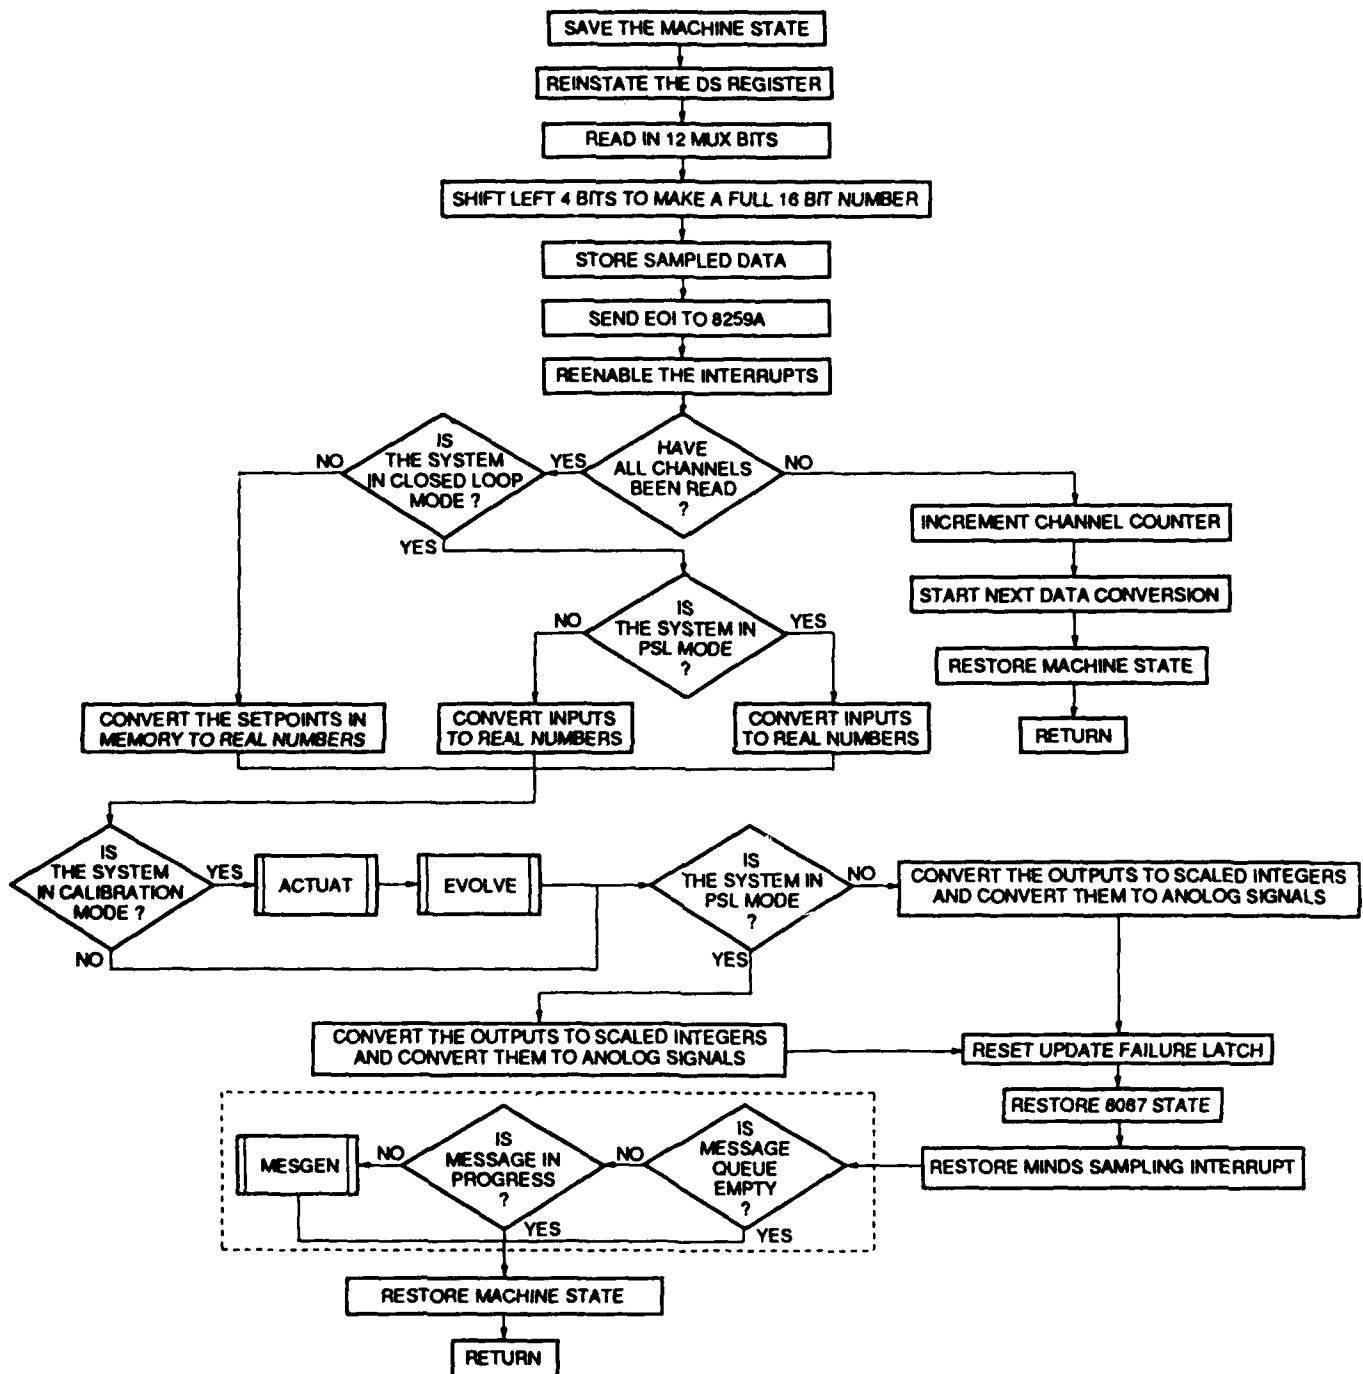 SAVE THE MACHINE STATE
REINSTATE THE DS REGISTER
READ IN 12 MUX BITS
SHIFT LEFT 4 BITS TO MAKE A FULL 16 BIT NUMBER
STORE SAMPLED DATA
SEND EOI TO 8259A
REENABLE THE INTERRUPTS
HAVE
ALL CHANNELS
BEEN READ
?
YES
NO
IS
THE SYSTEM
IN CLOSED LOOP
MODE ?
NO
YES
INCREMENT CHANNEL COUNTER
START NEXT DATA CONVERSION
RESTORE MACHINE STATE
RETURN
IS
THE SYSTEM IN
PSL MODE
?
NO
YES
CONVERT THE SETPOINTS IN
MEMORY TO REAL NUMBERS
CONVERT INPUTS
TO REAL NUMBERS
CONVERT INPUTS
TO REAL NUMBERS
IS
THE SYSTEM
IN CALIBRATION
MODE ?
YES
NO
ACTUAT
EVOLVE
IS
THE SYSTEM IN
PSL MODE
?
NO
YES
CONVERT THE OUTPUTS TO SCALED INTEGERS
AND CONVERT THEM TO ANOLOG SIGNALS
CONVERT THE OUTPUTS TO SCALED INTEGERS
AND CONVERT THEM TO ANOLOG SIGNALS
RESET UPDATE FAILURE LATCH
RESTORE 8087 STATE
RESTORE MINDS SAMPLING INTERRUPT
IS
MESSAGE
QUEUE
EMPTY
?
NO
YES
IS
MESSAGE IN
PROGRESS
?
NO
YES
MESGEN
RESTORE MACHINE STATE
RETURN